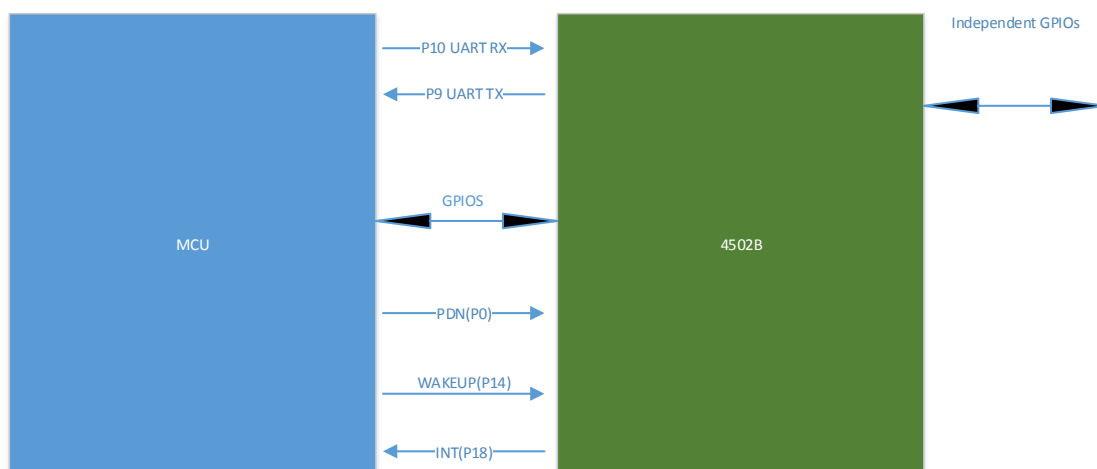 Independent GPIOs
P10 UART RX
P9 UART TX
GPIOS
MCU
4502B
PDN(P0)
WAKEUP(P14)
INT(P18)